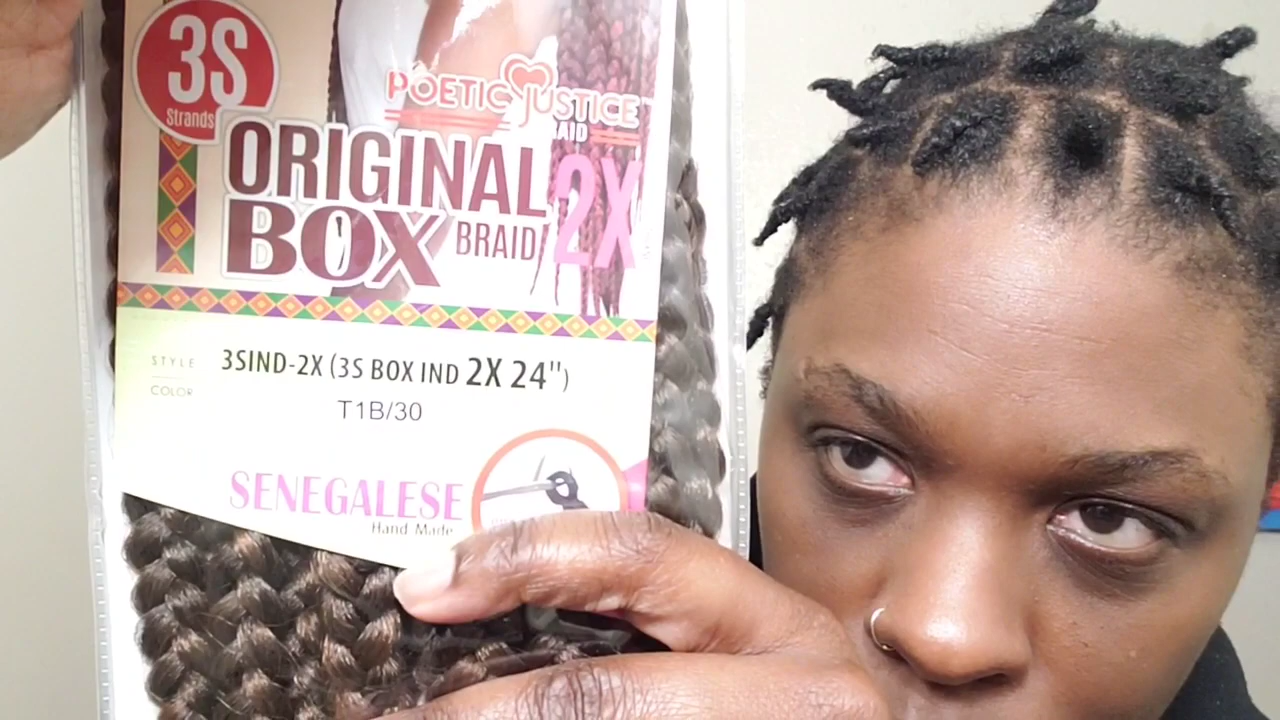 3S
Strands
POETIC JUSTICE
BRAID
ORIGINAL
BOX BRAID
2X
STYLE 3SIND-2X (3S BOX IND 2X 24")
COLOR T1B/30
SENEGALESE
Hand Made